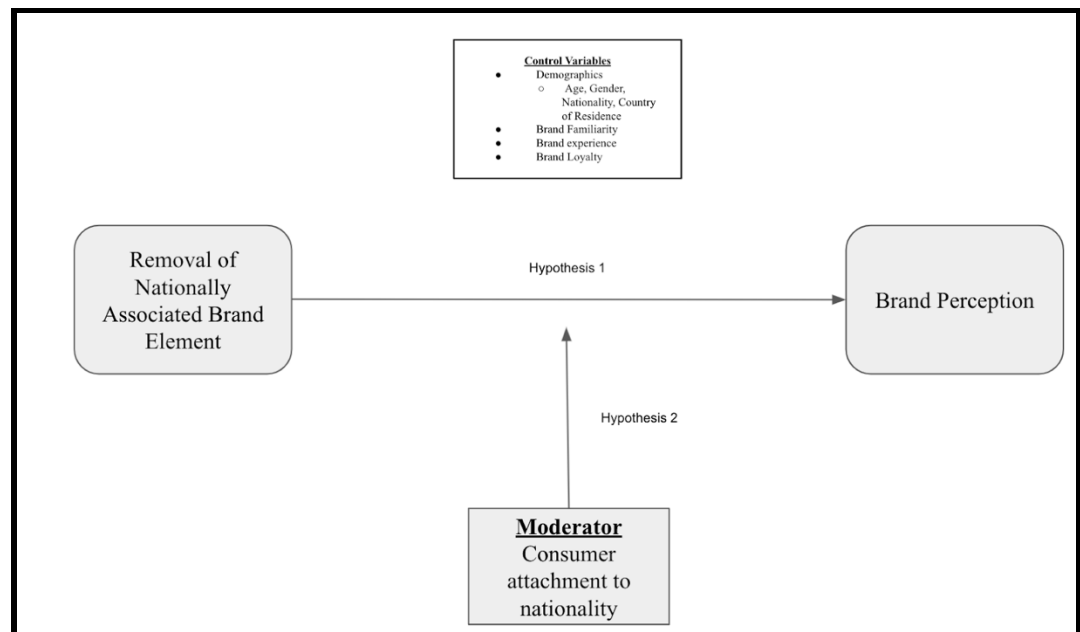 Control Variables
● Demographics
○ Age, Gender,
Nationality, Country
of Residence
● Brand Familiarity
● Brand experience
● Brand Loyalty
Removal of
Nationally
Associated Brand
Element
Hypothesis 1
Brand Perception
Hypothesis 2
Moderator
Consumer
attachment to
nationality